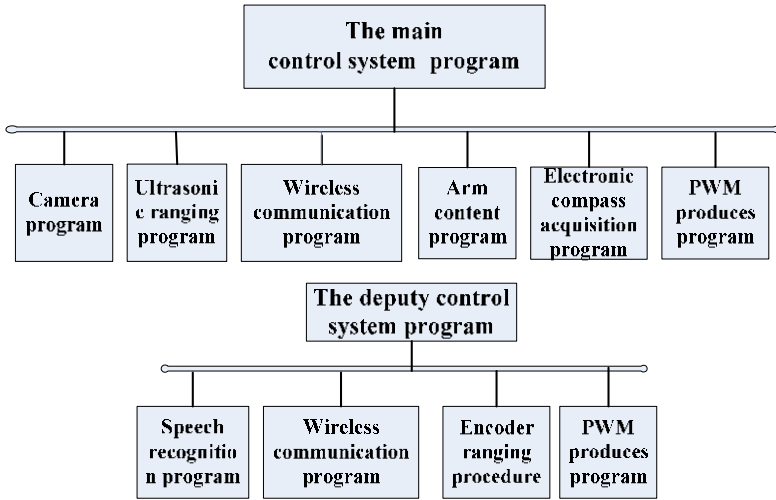 The main
control system program
Camera
program
Ultrasoni
c ranging
program
Wireless
communication
program
Arm
content
program
Electronic
compass
acquisition
program
PWM
produces
program
The deputy control
system program
Speech
recognitio
n program
Wireless
communication
program
Encoder
ranging
procedure
PWM
produces
program